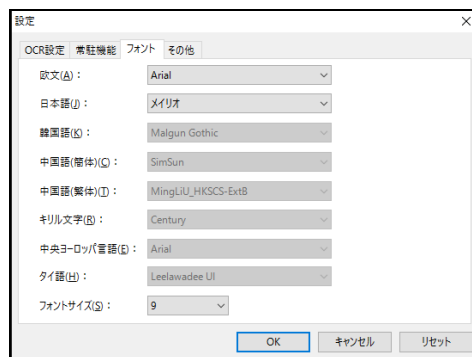 設定
OCR設定 常駐機能 フォント その他
欧文(A)： Arial
日本語(J)： メイリオ
韓国語(K)： Malgun Gothic
中国語(簡体)(C)： SimSun
中国語(繁体)(T)： MingLiU_HKSCS-ExtB
キリル文字(R)： Century
中央ヨーロッパ言語(E)： Arial
タイ語(H)： Leelawadee UI
フォントサイズ(S)： 9
OK キャンセル リセット